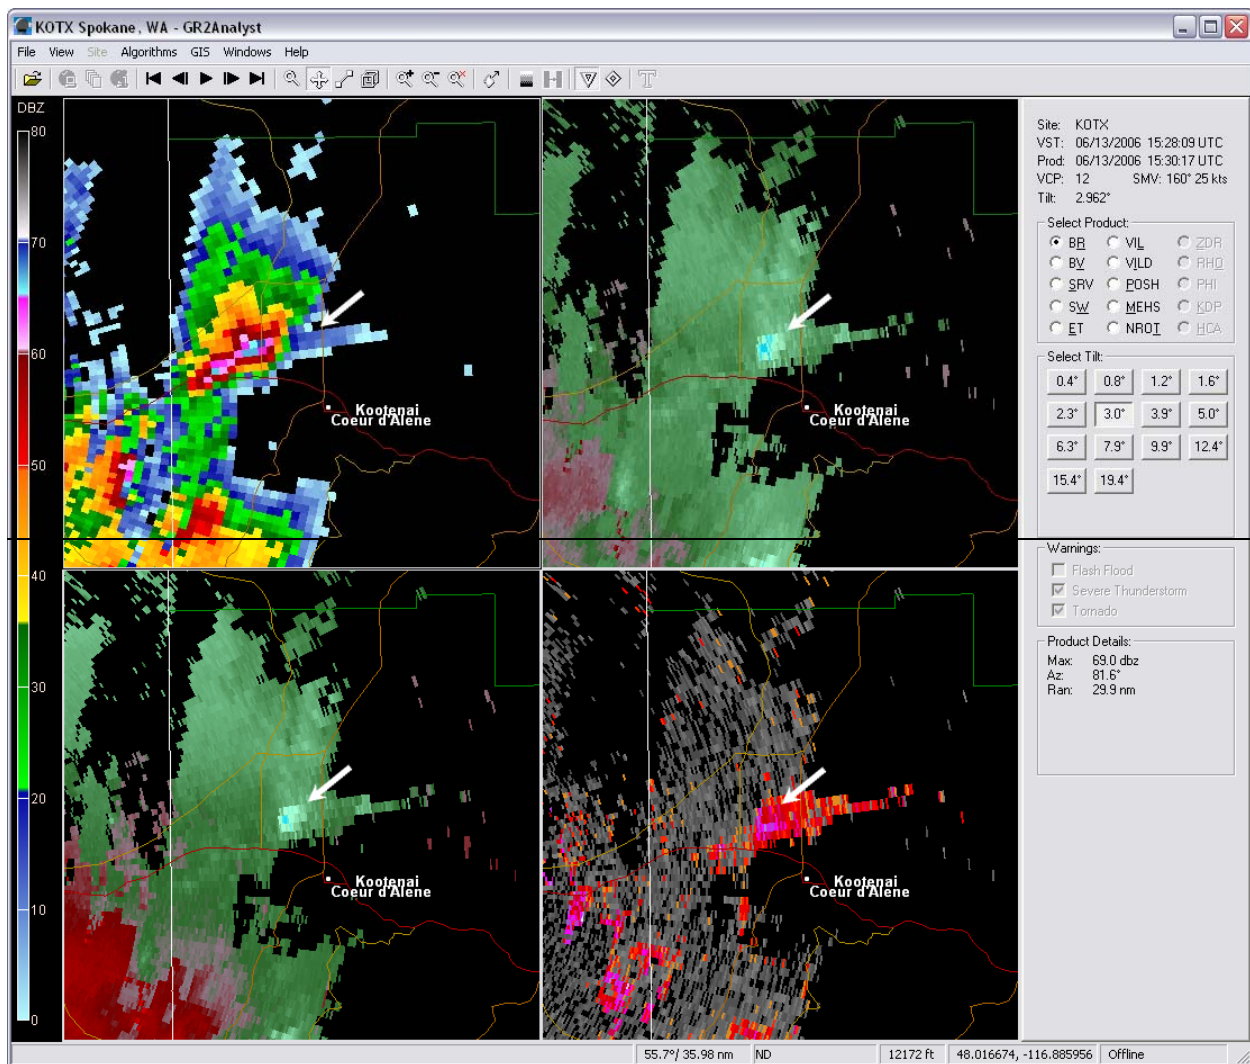 KOTX Spokane, WA - GR2Analyst
File View Site Algorithms GIS Windows Help
DBZ
80
70
60
50
40
30
20
10
0
Kootenai
Coeur d'Alene
Kootenai
Coeur d'Alene
Kootenai
Coeur d'Alene
Kootenai
Coeur d'Alene
Site: KOTX
VST: 06/13/2006 15:28:09 UTC
Prod: 06/13/2006 15:30:17 UTC
VCP: 12 SMV: 160° 25 kts
Tilt: 2.962°
Select Product:
BR VIL ZDR
BV VILD RHO
SRV POSH PHI
SW MEHS KDP
ET NROT HCA
Select Tilt:
0.4° 0.8° 1.2° 1.6°
2.3° 3.0° 3.9° 5.0°
6.3° 7.9° 9.9° 12.4°
15.4° 19.4°
Warnings:
Flash Flood
Severe Thunderstorm
Tornado
Product Details:
Max: 69.0 dbz
Az: 81.6°
Ran: 29.9 nm
55.7°/ 35.98 nm ND 12172 ft 48.016674, -116.885956 Offline